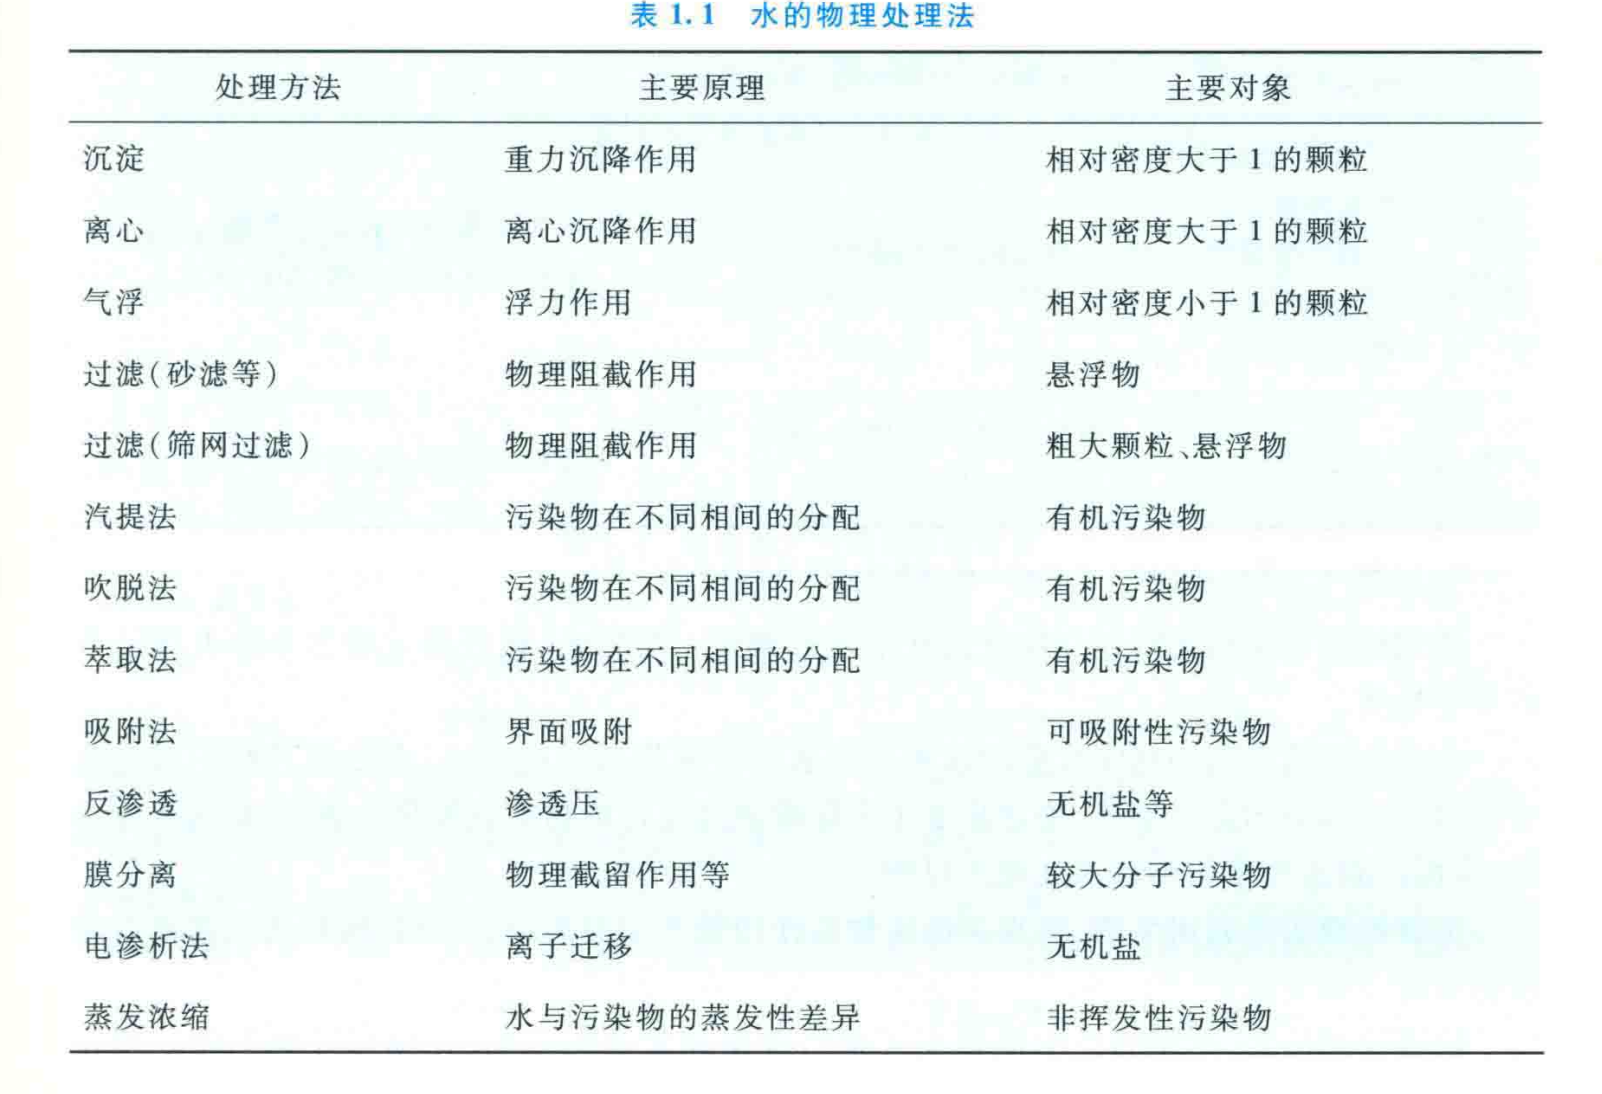 表 1.1 水的物理处理法
处理方法 主要原理 主要对象
沉淀 重力沉降作用 相对密度大于 1 的颗粒
离心 离心沉降作用 相对密度大于 1 的颗粒
气浮 浮力作用 相对密度小于 1 的颗粒
过滤(砂滤等) 物理阻截作用 悬浮物
过滤(筛网过滤) 物理阻截作用 粗大颗粒、悬浮物
汽提法 污染物在不同相间的分配 有机污染物
吹脱法 污染物在不同相间的分配 有机污染物
萃取法 污染物在不同相间的分配 有机污染物
吸附法 界面吸附 可吸附性污染物
反渗透 渗透压 无机盐等
膜分离 物理截留作用等 较大分子污染物
电渗析法 离子迁移 无机盐
蒸发浓缩 水与污染物的蒸发性差异 非挥发性污染物